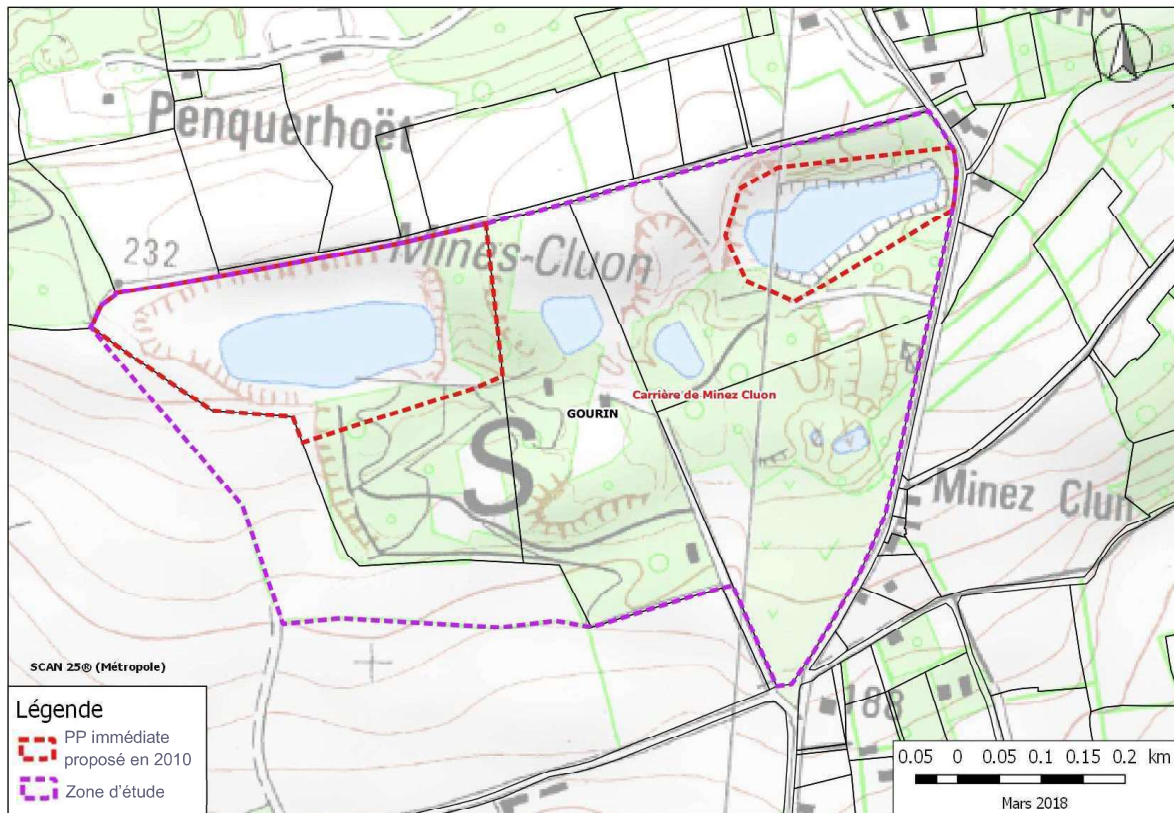 Penquerhoët
232
Mines-Cluon
Carrière de Minez Cluon
GOURIN
S
Minez Clun
188
SCAN 25® (Métropole)
Légende
PP immédiate
proposé en 2010
Zone d'étude
0.05 0 0.05 0.1 0.15 0.2 km
Mars 2018